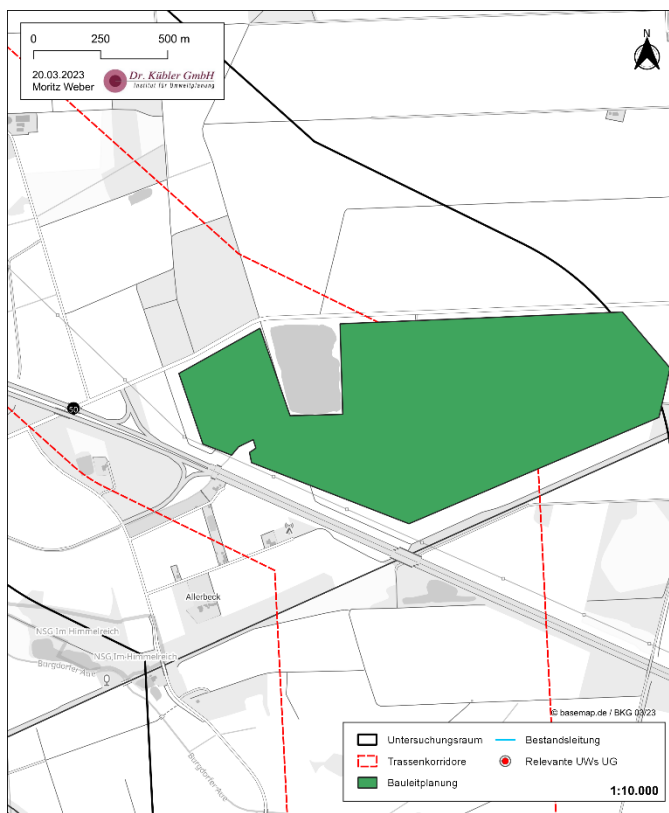 0 250 500 m
20.03.2023
Moritz Weber
Dr. Kübler GmbH
Institut für Umweltplanung
N
50
Allerbeck
NSG Im Himmelreich
NSG Im Himmelreich
Burgdorfer Aue
Burgdorfer Aue
© basemap.de / BKG 03/23
Untersuchungsraum
Bestandsleitung
Trassenkorridore
Relevante UWs UG
Bauleitplanung
1:10.000